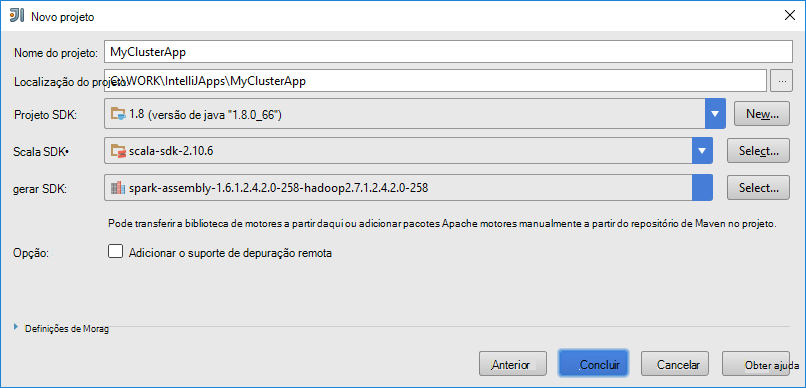 Novo projeto
Nome do projeto: MyClusterApp
Localização do projeto: C:\WORK\IntelliJApps\MyClusterApp ...
Projeto SDK: 1.8 (versão de java "1.8.0_66") New...
Scala SDK• scala-sdk-2.10.6 Select...
gerar SDK: spark-assembly-1.6.1.2.4.2.0-258-hadoop2.7.1.2.4.2.0-258 Select...
Pode transferir a biblioteca de motores a partir daqui ou adicionar pacotes Apache motores manualmente a partir do repositório de Maven no projeto.
Opção: Adicionar o suporte de depuração remota
Definições de Morag
Anterior Concluir Cancelar Obter ajuda